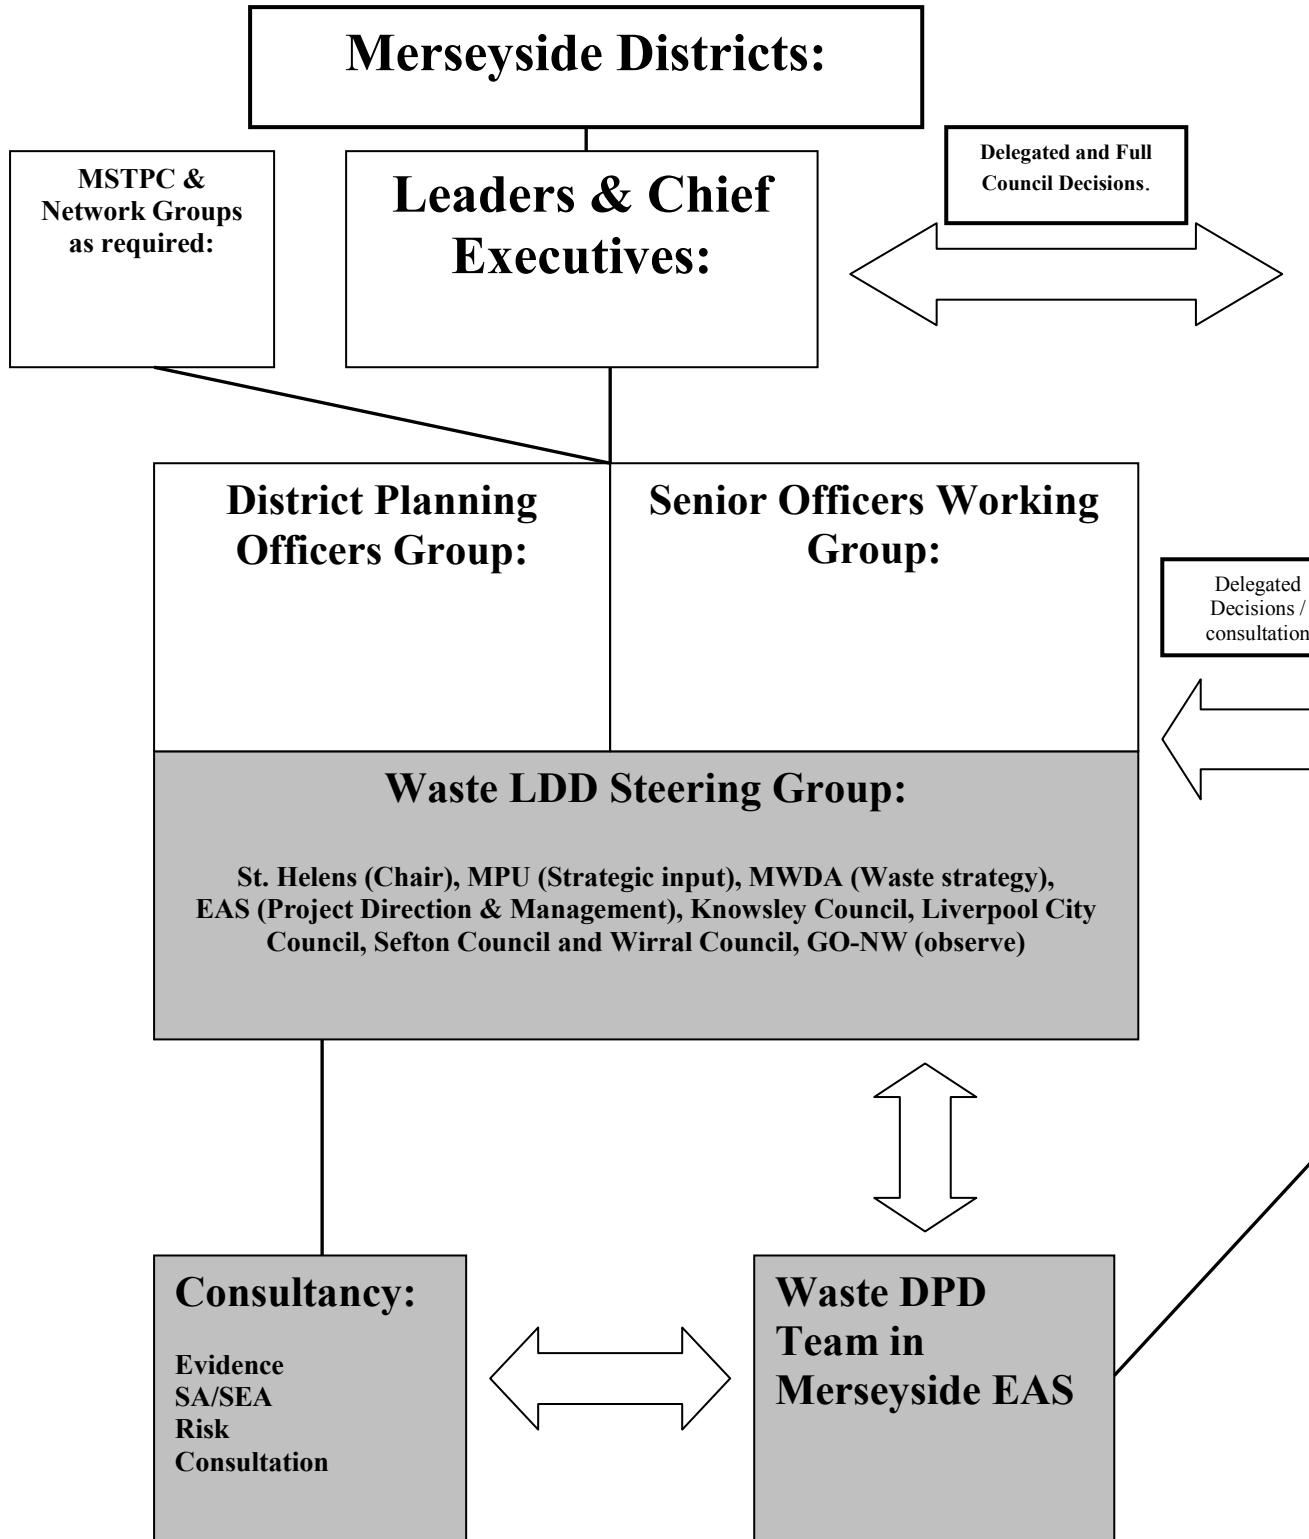 Merseyside Districts:
MSTPC &
Network Groups
as required:
Leaders & Chief
Executives:
Delegated and Full
Council Decisions.
District Planning
Officers Group:
Senior Officers Working
Group:
Delegated
Decisions /
consultation
Waste LDD Steering Group:
St. Helens (Chair), MPU (Strategic input), MWDA (Waste strategy),
EAS (Project Direction & Management), Knowsley Council, Liverpool City
Council, Sefton Council and Wirral Council, GO-NW (observe)
Consultancy:
Evidence
SA/SEA
Risk
Consultation
Waste DPD
Team in
Merseyside EAS